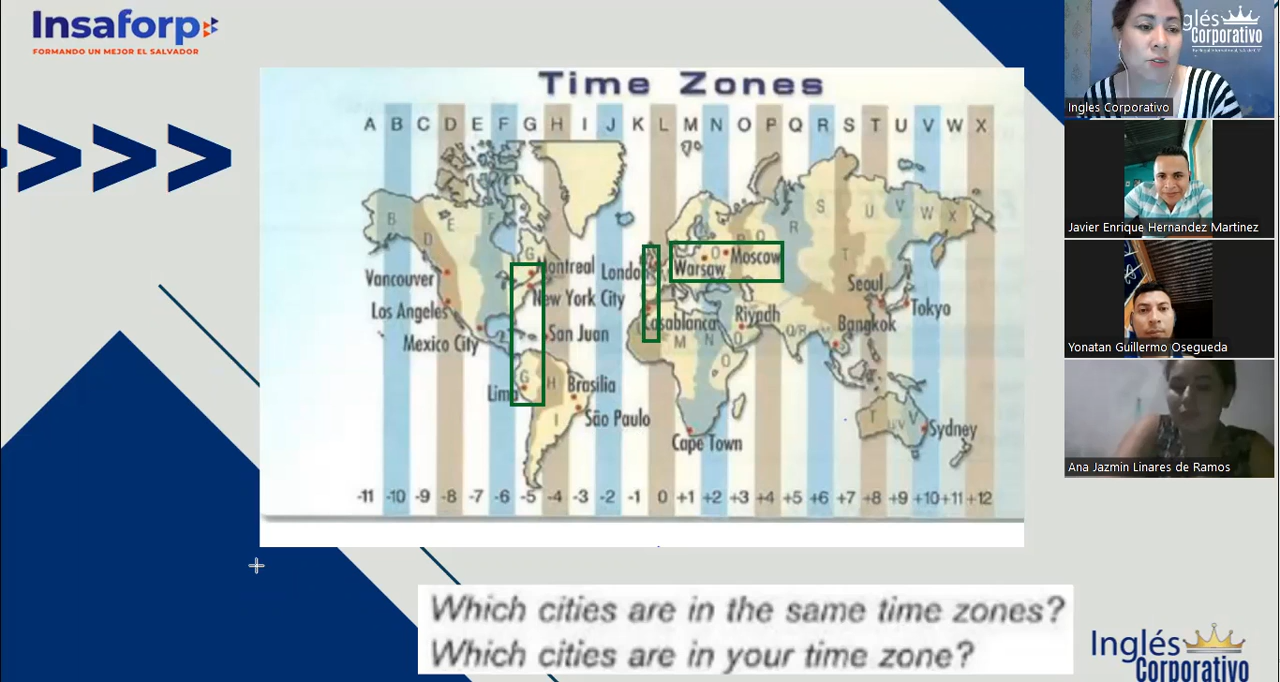 Insaforp
FORMANDO UN MEJOR EL SALVADOR
Time Zones
A B C D E F G H I J K L M N O P Q R S T U V W X
B
D
E
F
G
Montreal
London
Vancouver
New York City
Los Angeles
San Juan
Mexico City
G
H
Lima
Brasilia
I
São Paulo
Warsaw
O
Moscow
Casablanca
Riyadh
M
N
O
O
Q/R
R
S
T
U
V
W
X
Seoul
Tokyo
Bangkok
T
U/V
V
Sydney
Cape Town
-11 -10 -9 -8 -7 -6 -5 -4 -3 -2 -1 0 +1 +2 +3 +4 +5 +6 +7 +8 +9 +10 +11 +12
Which cities are in the same time zones?
Which cities are in your time zone?
glés
Corporativo
Ingles Corporativo
Javier Enrique Hernandez Martinez
Yonatan Guillermo Osegueda
Ana Jazmin Linares de Ramos
Inglés
Corporativo